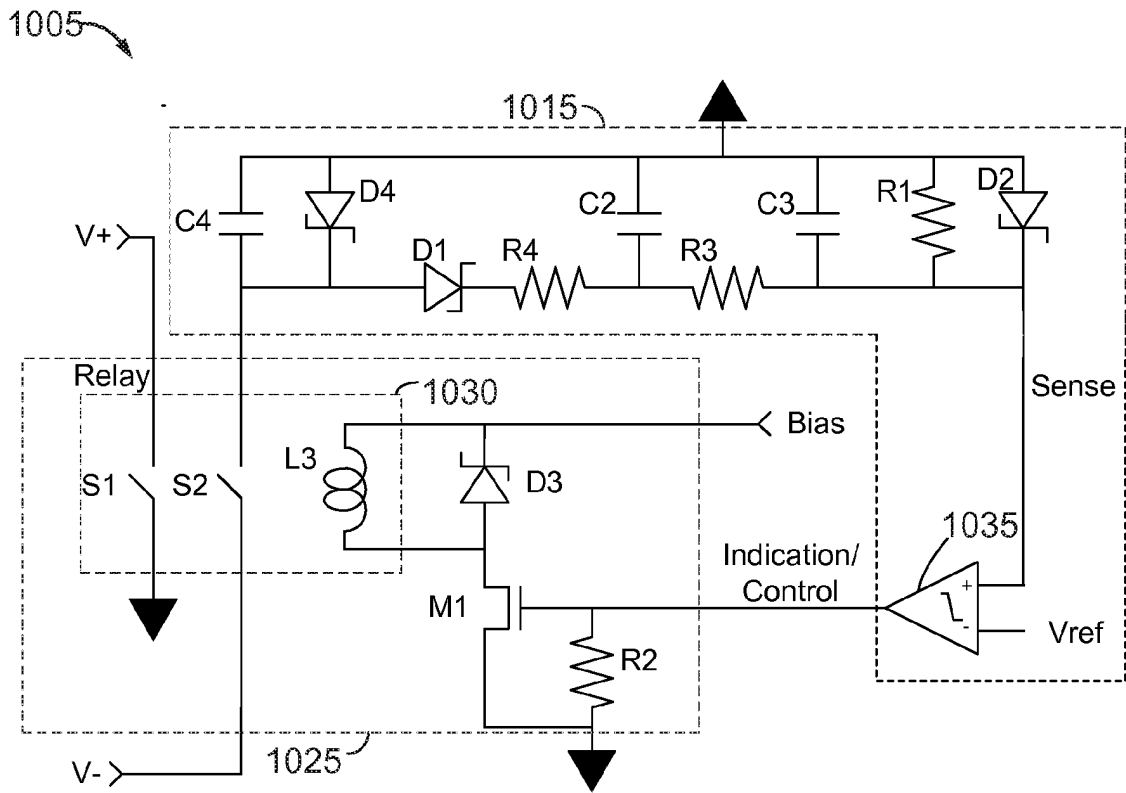 1005
1015
C4
D4
C2
C3
R1
D2
V+
D1
R4
R3
Relay
1030
Sense
Bias
L3
D3
S1
S2
1035
Indication/
Control
+
M1
-
Vref
R2
1025
V-